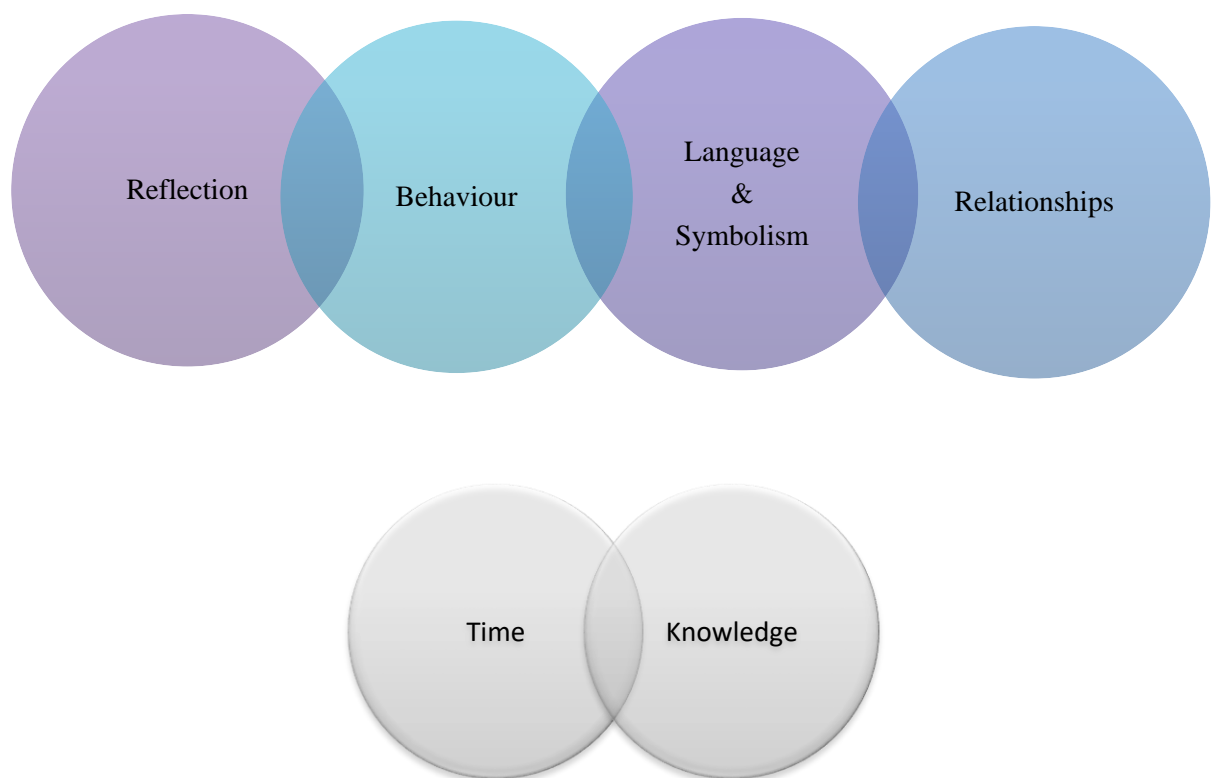 Reflection
Behaviour
Language
&
Symbolism
Relationships
Time
Knowledge